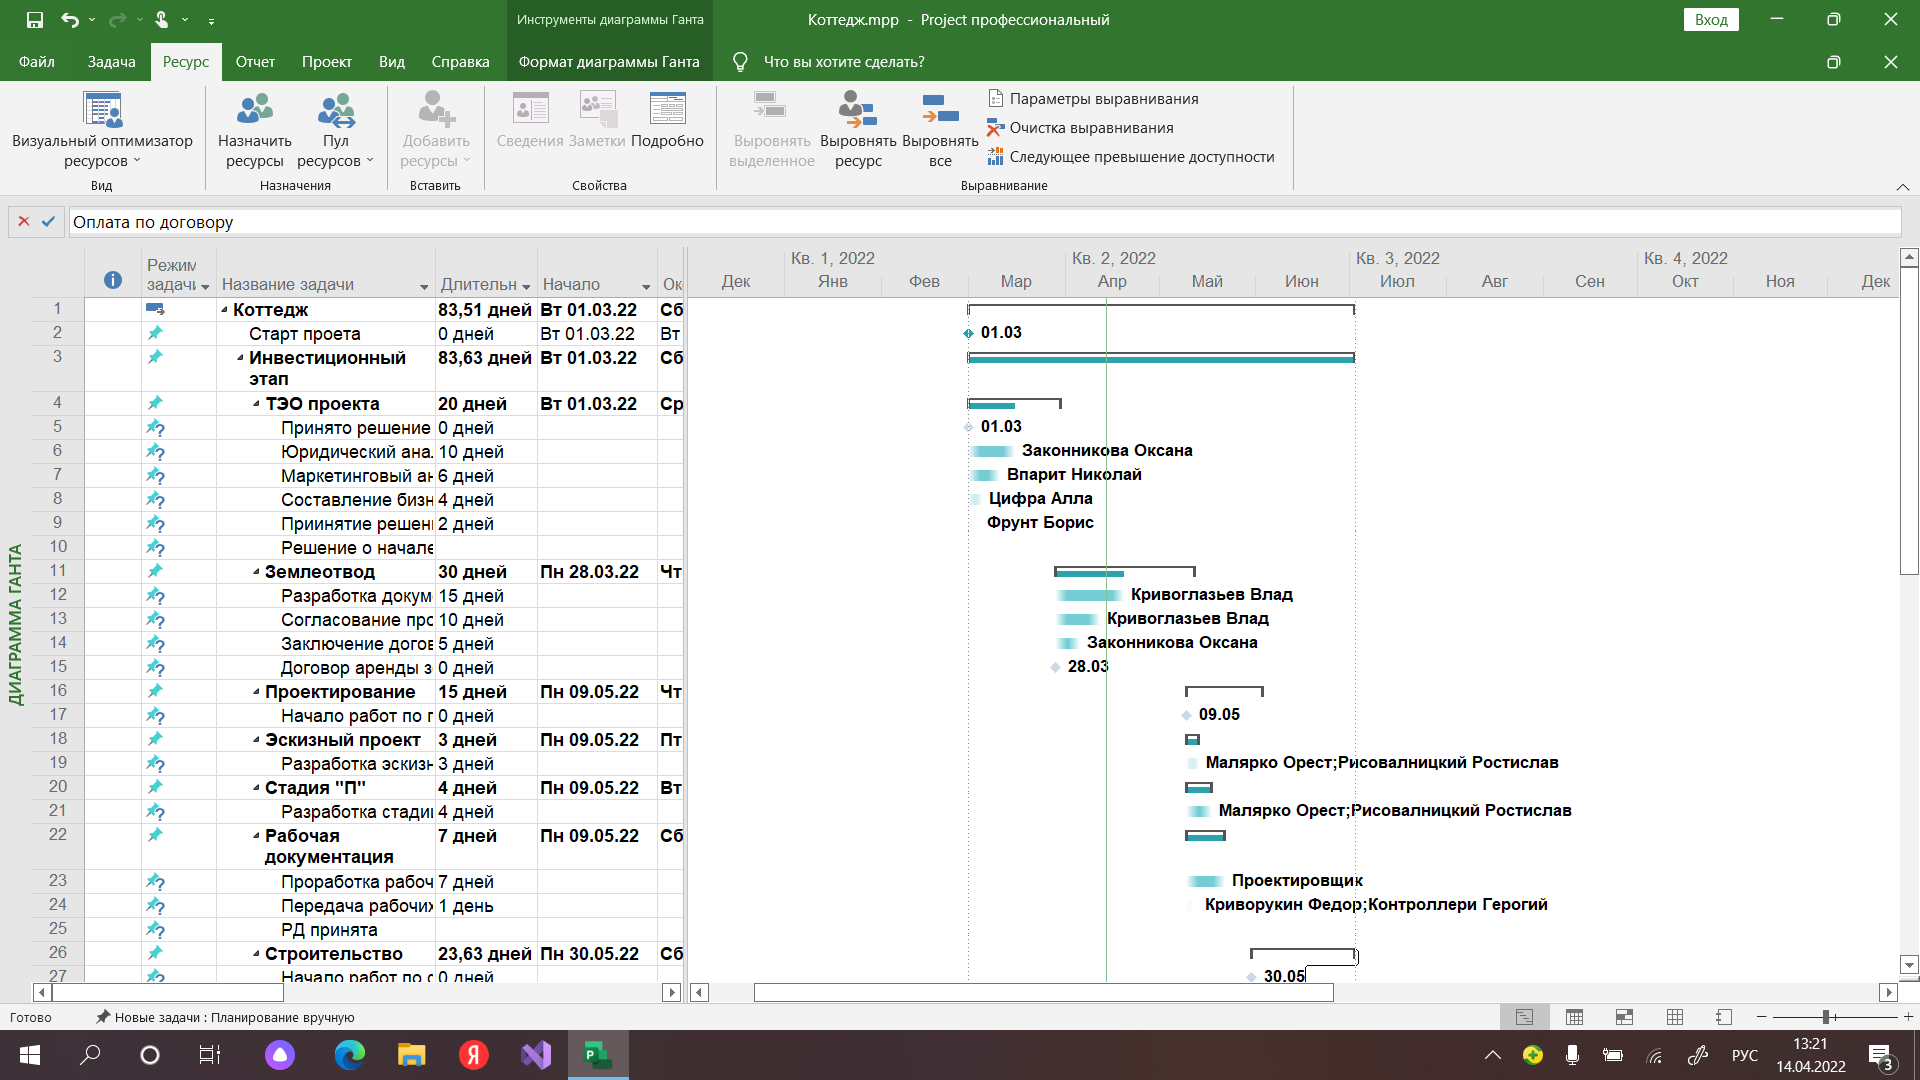 Инструменты диаграммы Ганта
Коттедж.mpp - Project профессиональный
Вход
Файл Задача Ресурс Отчет Проект Вид Справка Формат диаграммы Ганта Что вы хотите сделать?
Визуальный оптимизатор ресурсов
Вид
Назначить ресурсы
Пул ресурсов
Назначения
Добавить ресурсы
Вставить
Сведения
Заметки
Подробно
Свойства
Выровнять выделенное
Выровнять ресурс
Выровнять все
Параметры выравнивания
Очистка выравнивания
Следующее превышение доступности
Выравнивание
Оплата по договору
ДИАГРАММА ГАНТА
Режим задачи Название задачи Длительн Начало Ок
Кв. 1, 2022 Кв. 2, 2022 Кв. 3, 2022 Кв. 4, 2022
Дек Янв Фев Мар Апр Май Июн Июл Авг Сен Окт Ноя Дек
1 Коттедж 83,51 дней Вт 01.03.22 Сб
2 Старт проета 0 дней Вт 01.03.22 Вт 01.03
3 Инвестиционный этап 83,63 дней Вт 01.03.22 Сб
4 ТЭО проекта 20 дней Вт 01.03.22 Ср
5 Принято решение 0 дней 01.03
6 Юридический ана. 10 дней Законникова Оксана
7 Маркетинговый ан 6 дней Впарит Николай
8 Составление бизн 4 дней Цифра Алла
9 Приинятие решен 2 дней Фрунт Борис
10 Решение о начале
11 Землеотвод 30 дней Пн 28.03.22 Чт
12 Разработка докум 15 дней Кривоглазьев Влад
13 Согласование про 10 дней Кривоглазьев Влад
14 Заключение догов 5 дней Законникова Оксана
15 Договор аренды з 0 дней 28.03
16 Проектирование 15 дней Пн 09.05.22 Чт
17 Начало работ по п 0 дней 09.05
18 Эскизный проект 3 дней Пн 09.05.22 Пт
19 Разработка эскизн 3 дней Малярко Орест;Рисовалницкий Ростислав
20 Стадия "П" 4 дней Пн 09.05.22 Вт
21 Разработка стади 4 дней Малярко Орест;Рисовалницкий Ростислав
22 Рабочая документация 7 дней Пн 09.05.22 Сб
23 Проработка рабоч 7 дней Проектировщик
24 Передача рабочих 1 день Криворукин Федор;Контроллери Герогий
25 РД принята
26 Строительство 23,63 дней Пн 30.05.22 Сб
27 Начало работ по с 0 дней 30.05
Готово Новые задачи : Планирование вручную
РУС
13:21
14.04.2022
3